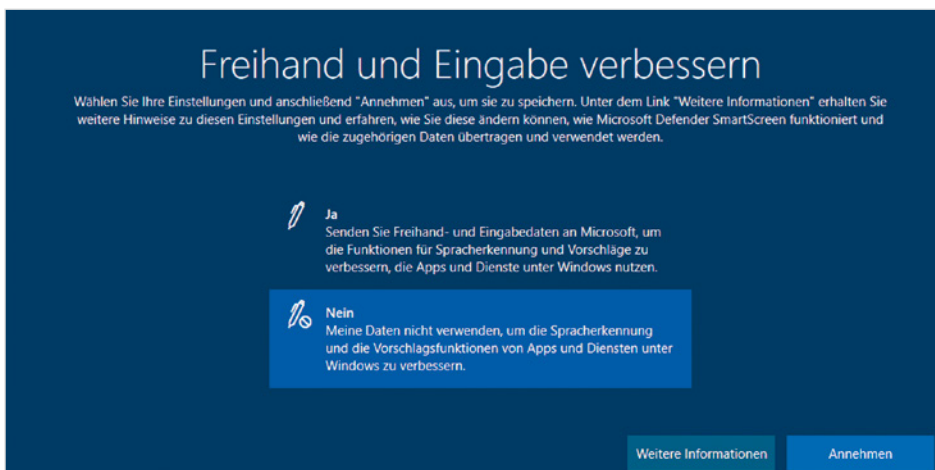 Freihand und Eingabe verbessern
Wählen Sie Ihre Einstellungen und anschließend "Annehmen" aus, um sie zu speichern. Unter dem Link "Weitere Informationen" erhalten Sie
weitere Hinweise zu diesen Einstellungen und erfahren, wie Sie diese ändern können, wie Microsoft Defender SmartScreen funktioniert und
wie die zugehörigen Daten übertragen und verwendet werden.
Ja
Senden Sie Freihand- und Eingabedaten an Microsoft, um
die Funktionen für Spracherkennung und Vorschläge zu
verbessern, die Apps und Dienste unter Windows nutzen.
Nein
Meine Daten nicht verwenden, um die Spracherkennung
und die Vorschlagsfunktionen von Apps und Diensten unter
Windows zu verbessern.
Weitere Informationen
Annehmen